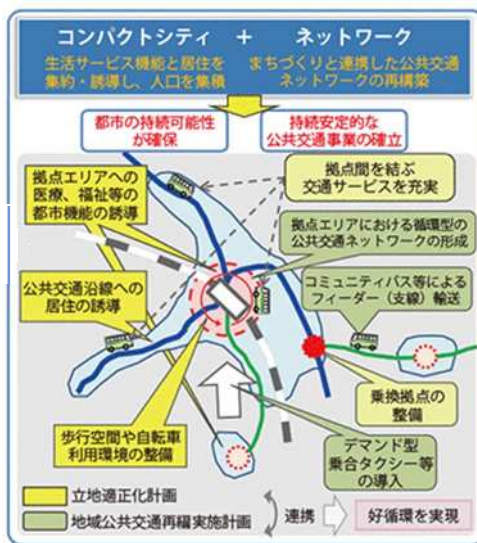 コンパクトシティ + ネットワーク
生活サービス機能と居住を
集約・誘導し、人口を集積
まちづくりと連携した公共交通
ネットワークの再構築
都市の持続可能性
が確保
持続安定的な
公共交通事業の確立
拠点エリアへの
医療、福祉等の
都市機能の誘導
拠点間を結ぶ
交通サービスを充実
拠点エリアにおける循環型の
公共交通ネットワークの形成
公共交通沿線への
居住の誘導
コミュニティバス等による
フィーダー（支線）輸送
乗換拠点の
整備
歩行空間や自転車
利用環境の整備
デマンド型
乗合タクシー等
の導入
立地適正化計画
地域公共交通再編実施計画
連携
好循環を実現